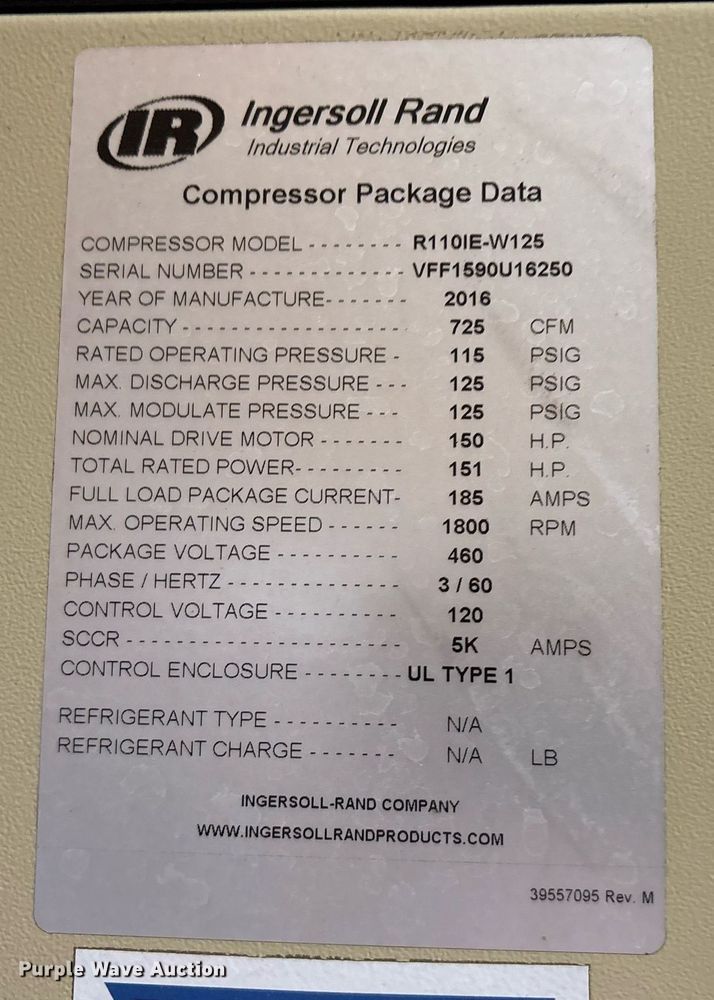 IR Ingersoll Rand
Industrial Technologies
Compressor Package Data
COMPRESSOR MODEL - - - - - - - - R110IE-W125
SERIAL NUMBER - - - - - - - - - - - - - VFF1590U16250
YEAR OF MANUFACTURE- - - - - - - 2016
CAPACITY - - - - - - - - - - - - - - - - - - - 725 CFM
RATED OPERATING PRESSURE - 115 PSIG
MAX. DISCHARGE PRESSURE - - - 125 PSIG
MAX. MODULATE PRESSURE - - - 125 PSIG
NOMINAL DRIVE MOTOR - - - - - - - 150 H.P.
TOTAL RATED POWER- - - - - - - - - 151 H.P.
FULL LOAD PACKAGE CURRENT- 185 AMPS
MAX. OPERATING SPEED - - - - - - 1800 RPM
PACKAGE VOLTAGE - - - - - - - - - - 460
PHASE / HERTZ - - - - - - - - - - - - - - 3 / 60
CONTROL VOLTAGE - - - - - - - - - - 120
SCCR - - - - - - - - - - - - - - - - - - - - - - - 5K AMPS
CONTROL ENCLOSURE - - - - - - - - UL TYPE 1
REFRIGERANT TYPE - - - - - - - - - - N/A
REFRIGERANT CHARGE - - - - - - - N/A LB
INGERSOLL-RAND COMPANY
WWW.INGERSOLLRANDPRODUCTS.COM
39557095 Rev. M
Purple Wave Auction